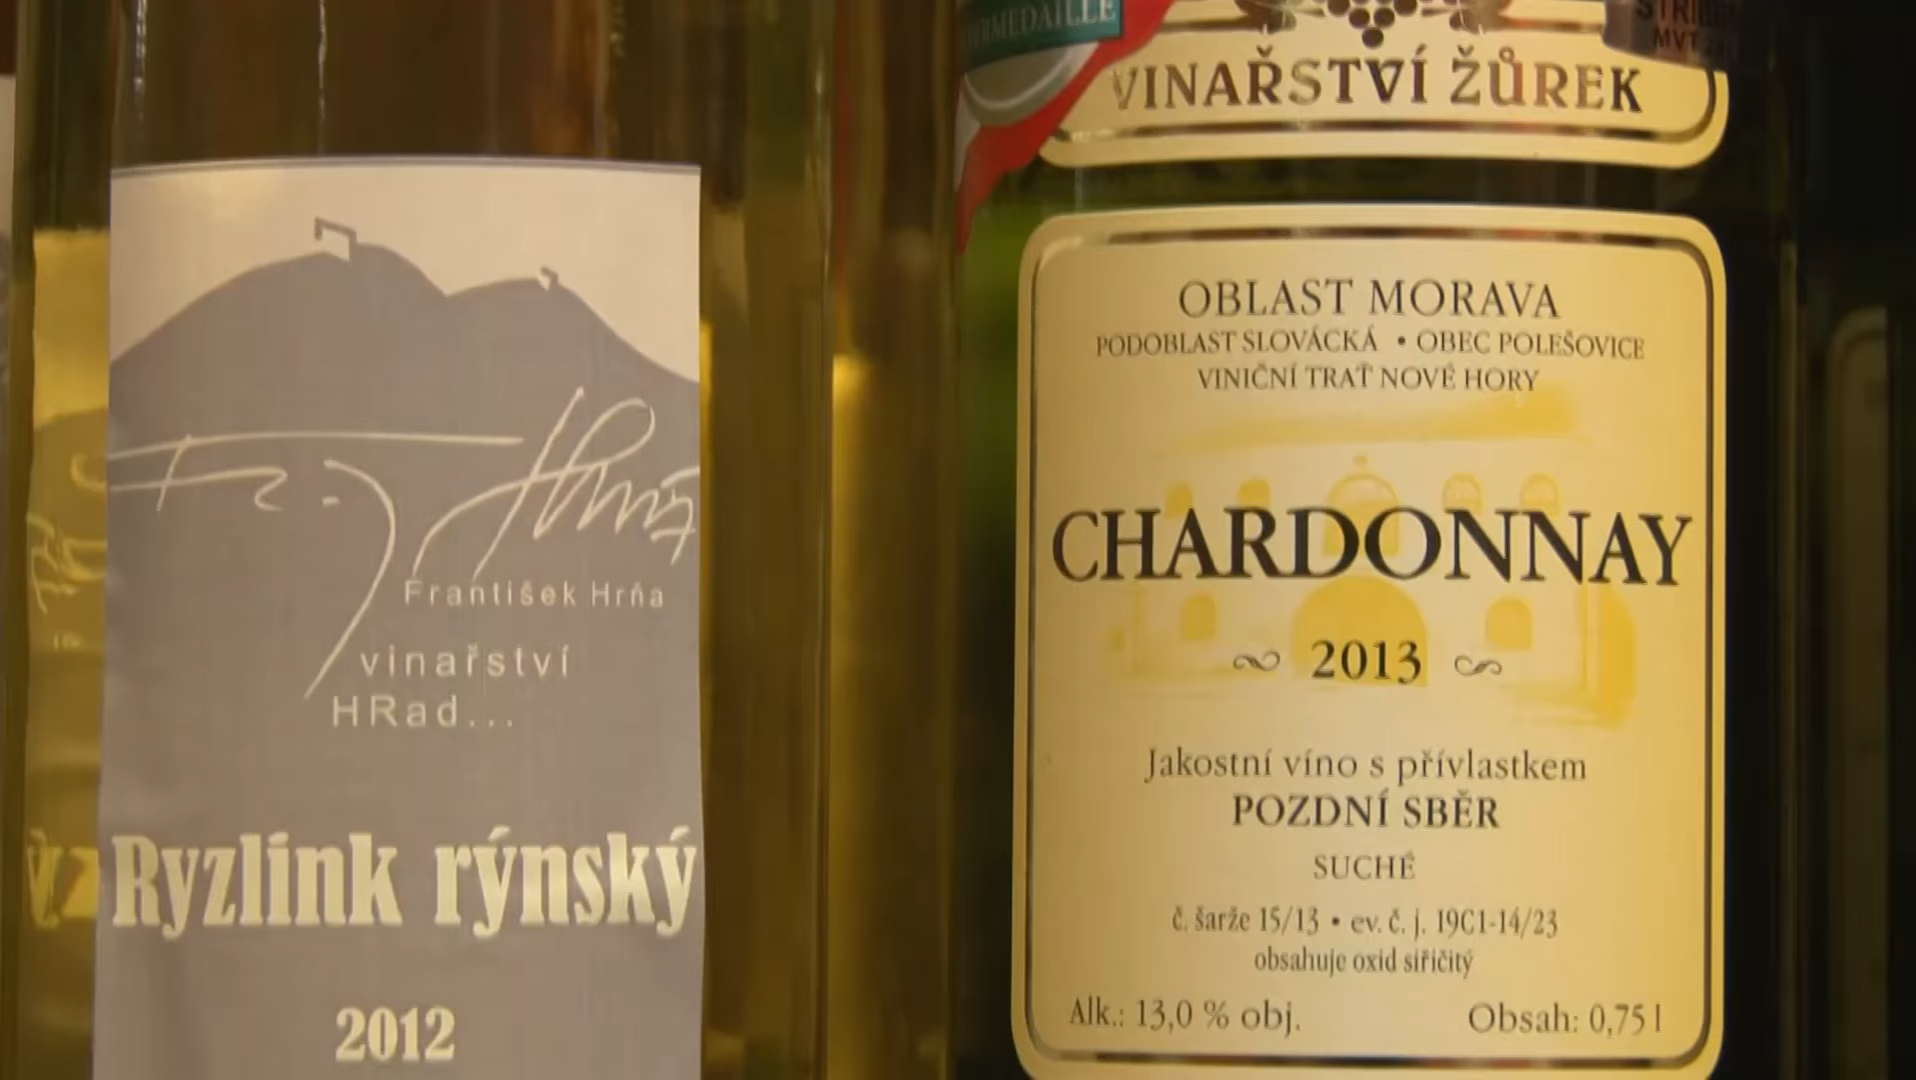 František Hrňa
vinařství
HRad...
Ryzlink rýnský
2012
VINAŘSTVÍ ŽŮREK
OBLAST MORAVA
PODOBLAST SLOVÁCKÁ • OBEC POLEŠOVICE
VINIČNÍ TRAŤ NOVÉ HORY
CHARDONNAY
2013
Jakostní víno s přívlastkem
POZDNÍ SBĚR
SUCHÉ
č. šarže 15/13 • ev. č. j. 19C1-14/23
obsahuje oxid siřičitý
Alk.: 13,0 % obj. Obsah: 0,75 l